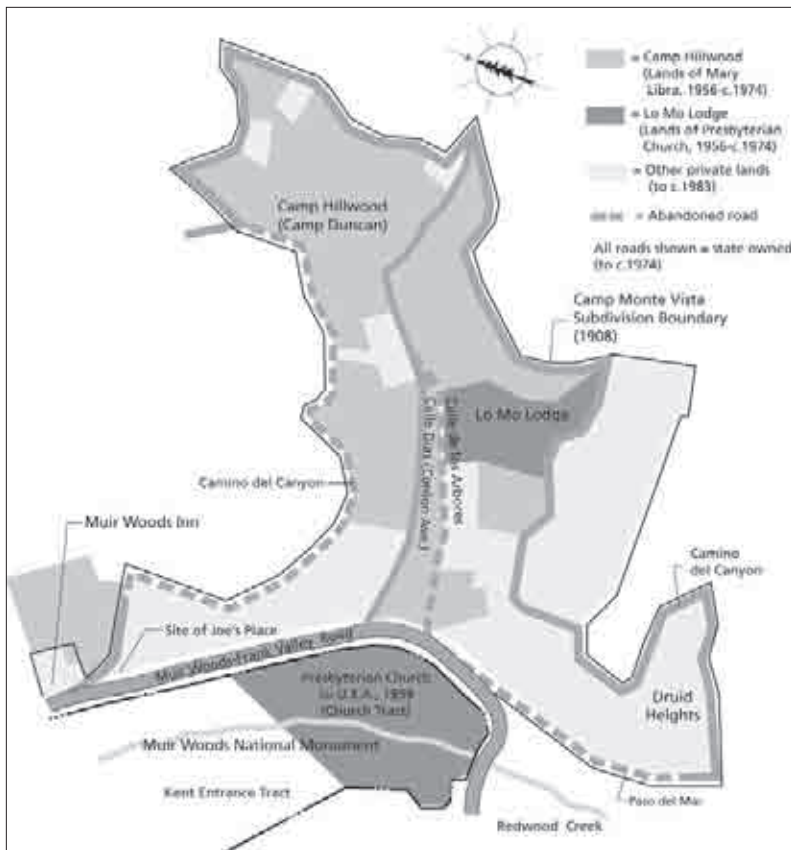 = Camp Hillwood
(Lands of Mary
Libra, 1956-c.1974)
= Lo Mo Lodge
(Lands of Presbyterian
Church, 1956-c.1974)
= Other private lands
(to c.1983)
= Abandoned road
All roads shown = state owned
(to c.1974)
Camp Hillwood
(Camp Duncan)
Camp Monte Vista
Subdivision Boundary
(1908)
Lo Mo Lodge
Calle de los Arboles
Calle Dias (Conlon Ave.)
Camino del Canyon
Muir Woods Inn
Camino
del Canyon
Site of Joe's Place
Muir Woods-Frank Valley Road
Presbyterian Church
in U.S.A., 1959
(Church Tract)
Druid
Heights
Muir Woods National Monument
Kent Entrance Tract
Paso del Mar
Redwood Creek